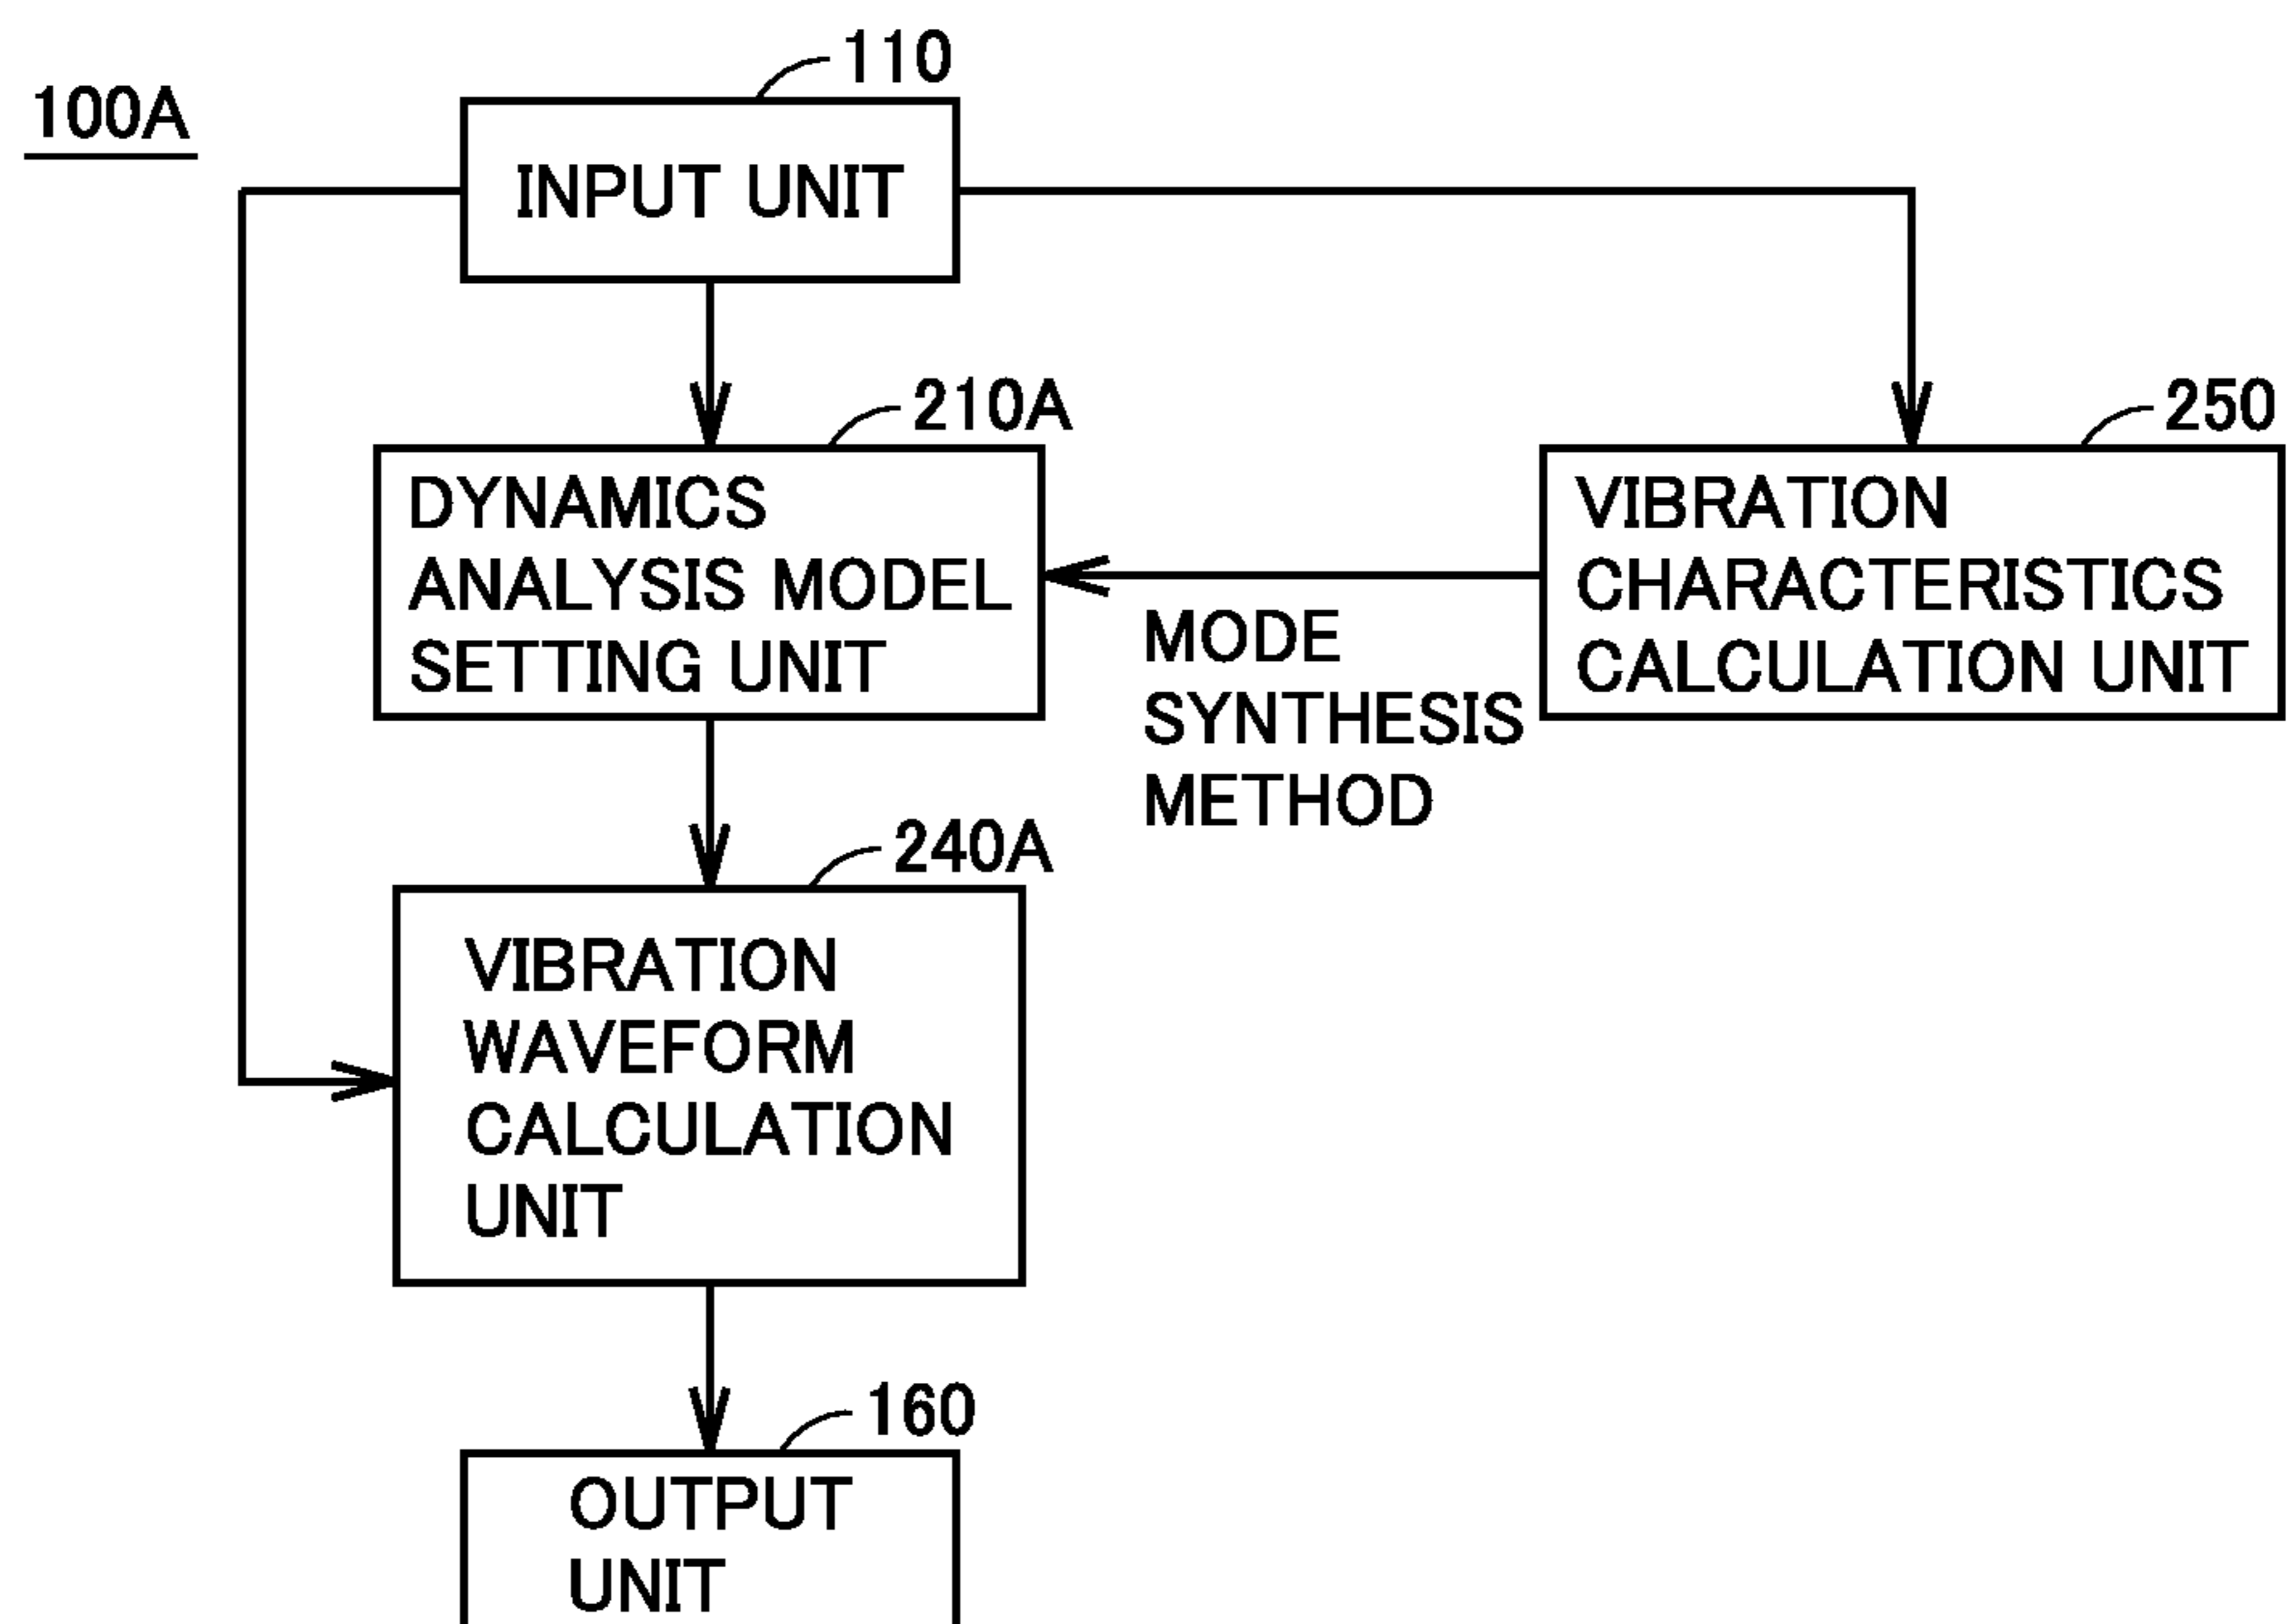 100A
110
INPUT UNIT
210A
DYNAMICS
ANALYSIS MODEL
SETTING UNIT
250
VIBRATION
CHARACTERISTICS
CALCULATION UNIT
MODE
SYNTHESIS
METHOD
240A
VIBRATION
WAVEFORM
CALCULATION
UNIT
160
OUTPUT
UNIT